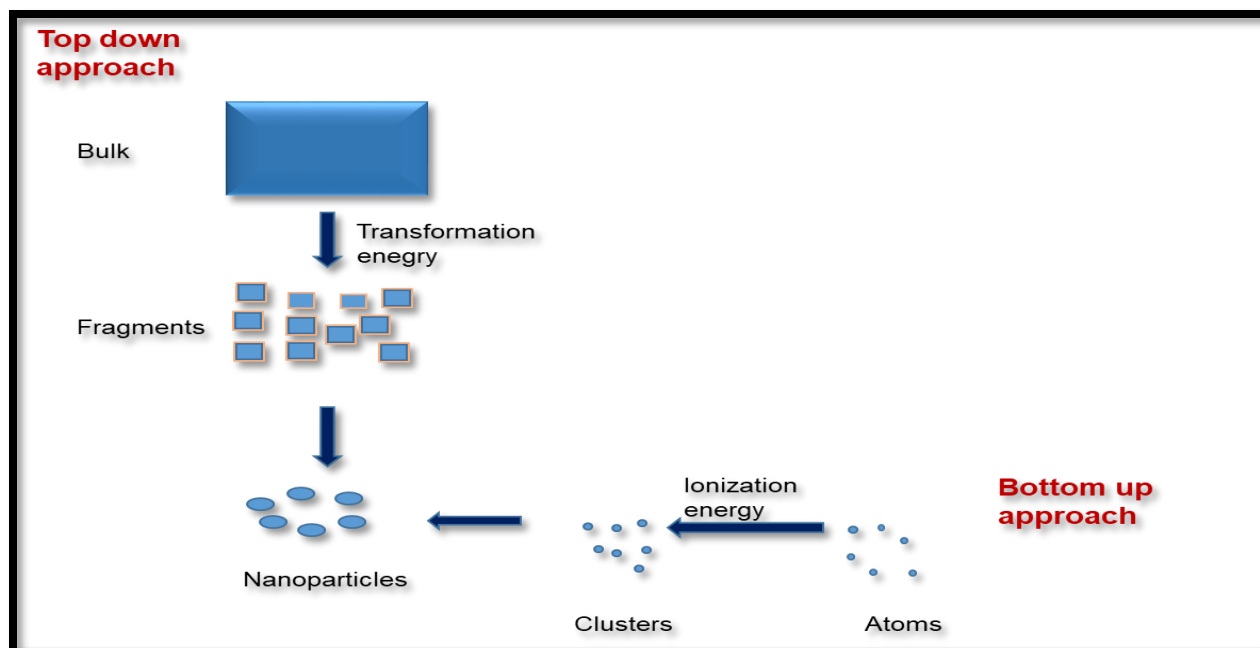 Top down
approach
Bulk
Transformation
enegry
Fragments
Ionization
energy
Bottom up
approach
Nanoparticles
Clusters
Atoms